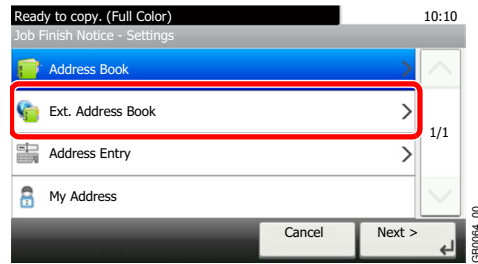 Ready to copy. (Full Color) 10:10
Job Finish Notice - Settings
Address Book
Ext. Address Book
1/1
Address Entry
My Address
Cancel Next >
GB0064_00